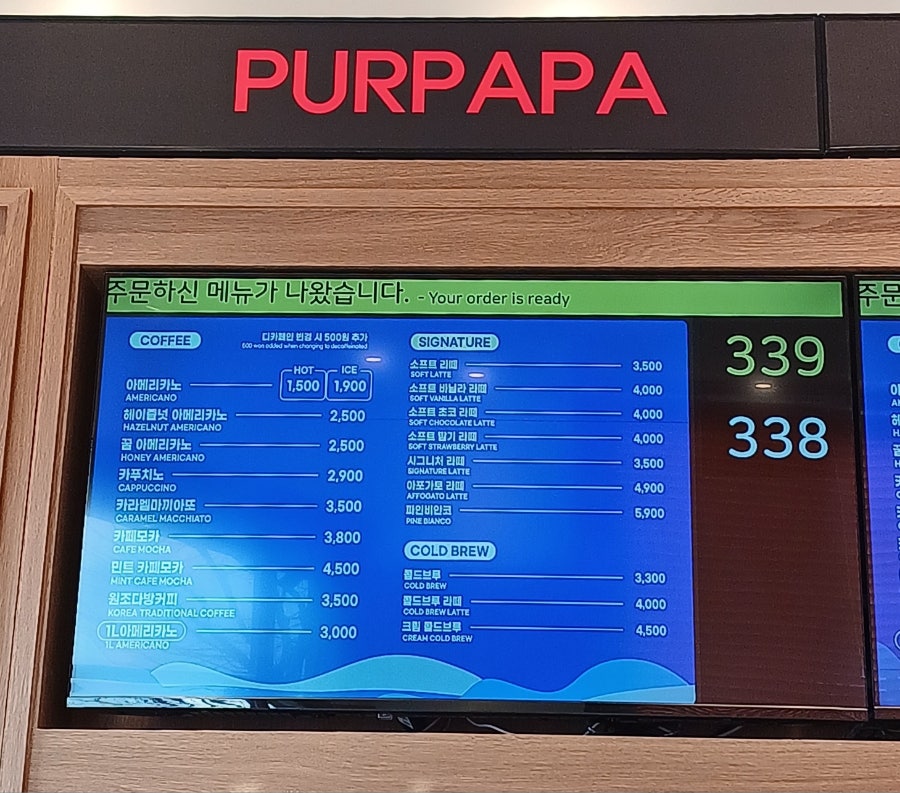 PURPAPA
주문하신 메뉴가 나왔습니다. - Your order is ready
COFFEE
디카페인 변경 시 500원 추가
500 won added when changing to decaffeinated
HOT ICE
아메리카노 1,500 1,900
AMERICANO
헤이즐넛 아메리카노 2,500
HAZELNUT AMERICANO
꿀 아메리카노 2,500
HONEY AMERICANO
카푸치노 2,900
CAPPUCCINO
카라멜마끼아또 3,500
CARAMEL MACCHIATO
카페모카 3,800
CAFE MOCHA
민트 카페모카 4,500
MINT CAFE MOCHA
원조다방커피 3,500
KOREA TRADITIONAL COFFEE
1L아메리카노 3,000
1L AMERICANO
SIGNATURE
소프트 라떼 3,500
SOFT LATTE
소프트 바닐라 라떼 4,000
SOFT VANILLA LATTE
소프트 초코 라떼 4,000
SOFT CHOCOLATE LATTE
소프트 딸기 라떼 4,000
SOFT STRAWBERRY LATTE
시그니처 라떼 3,500
SIGNATURE LATTE
아포가토 라떼 4,900
AFFOGATO LATTE
피인비안코 5,900
PINE BIANCO
COLD BREW
콜드브루 3,300
COLD BREW
콜드브루 라떼 4,000
COLD BREW LATTE
크림 콜드브루 4,500
CREAM COLD BREW
339
338
주문